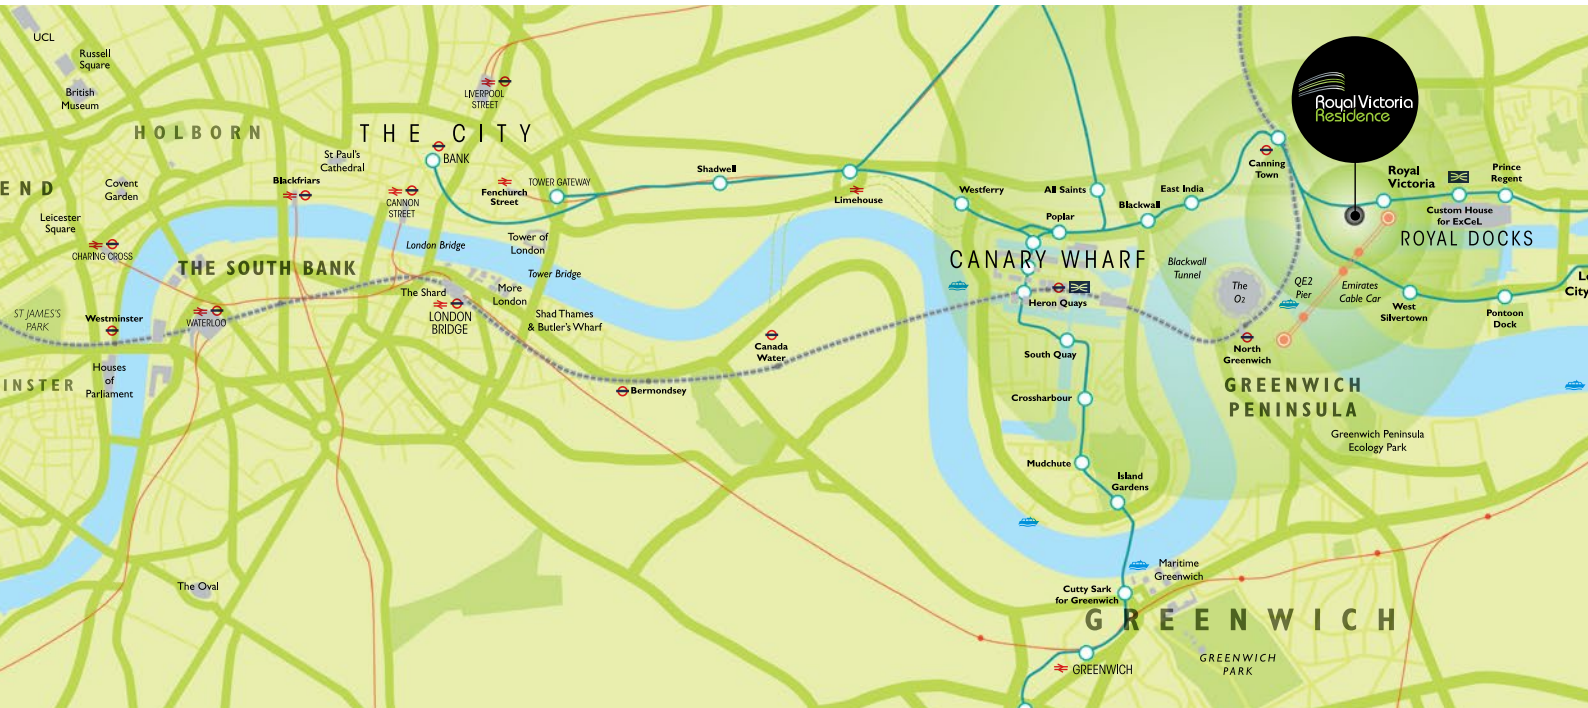 UCL
Russell
Square
British
Museum
HOLBORN
THE CITY
LIVERPOOL
STREET
BANK
St Paul's
Cathedral
Blackfriars
CANNON
STREET
Fenchurch
Street
TOWER GATEWAY
Shadwell
Limehouse
Westferry
All Saints
Poplar
Blackwall
East India
Canning
Town
Royal Victoria
Residence
Royal
Victoria
Prince
Regent
Custom House
for ExCeL
ROYAL DOCKS
END
Covent
Garden
Leicester
Square
CHARING CROSS
THE SOUTH BANK
London Bridge
Tower of
London
Tower Bridge
The Shard
More
London
LONDON
BRIDGE
Shad Thames
& Butler's Wharf
ST JAMES'S
PARK
Westminster
WATERLOO
Houses
of
Parliament
INSTER
Canada
Water
Bermondsey
CANARY WHARF
Heron Quays
Blackwall
Tunnel
The
O2
QE2
Pier
Emirates
Cable Car
West
Silvertown
Pontoon
Dock
Lo
City
South Quay
North
Greenwich
GREENWICH
PENINSULA
Crossharbour
Greenwich Peninsula
Ecology Park
Mudchute
Island
Gardens
The Oval
Maritime
Greenwich
Cutty Sark
for Greenwich
GREENWICH
GREENWICH
PARK
GREENWICH